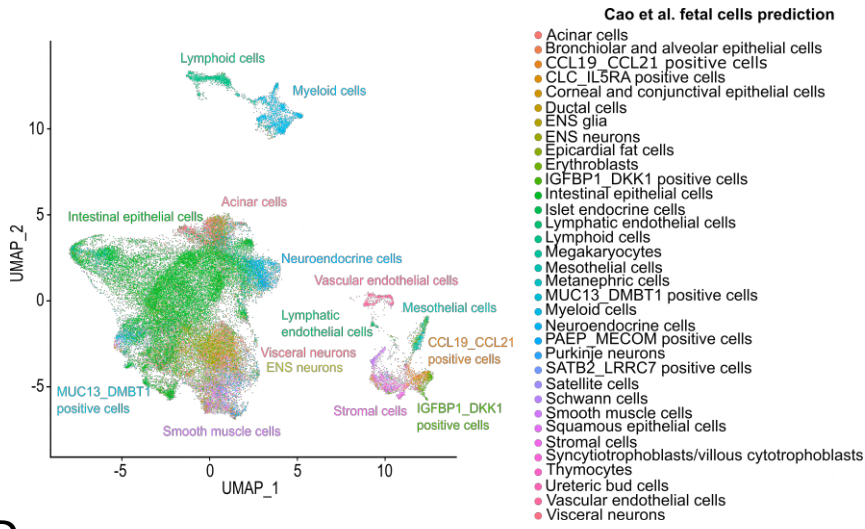 Cao et al. fetal cells prediction
Lymphoid cells
Myeloid cells
Acinar cells
Intestinal epithelial cells
Neuroendocrine cells
Vascular endothelial cells
Mesothelial cells
Lymphatic
endothelial cells
CCL19_CCL21
positive cells
Visceral neurons
ENS neurons
MUC13_DMBT1
positive cells
Stromal cells
IGFBP1_DKK1
positive cells
Smooth muscle cells
UMAP_2
10
5
0
-5
-5
0
5
10
UMAP_1
Acinar cells
Bronchiolar and alveolar epithelial cells
CCL19_CCL21 positive cells
CLC_IL5RA positive cells
Corneal and conjunctival epithelial cells
Ductal cells
ENS glia
ENS neurons
Epicardial fat cells
Erythroblasts
IGFBP1_DKK1 positive cells
Intestinal epithelial cells
Islet endocrine cells
Lymphatic endothelial cells
Lymphoid cells
Megakaryocytes
Mesothelial cells
Metanephric cells
MUC13_DMBT1 positive cells
Myeloid cells
Neuroendocrine cells
PAEP_MECOM positive cells
Purkinje neurons
SATB2_LRRC7 positive cells
Satellite cells
Schwann cells
Smooth muscle cells
Squamous epithelial cells
Stromal cells
Syncytiotrophoblasts/villous cytotrophoblasts
Thymocytes
Ureteric bud cells
Vascular endothelial cells
Visceral neurons